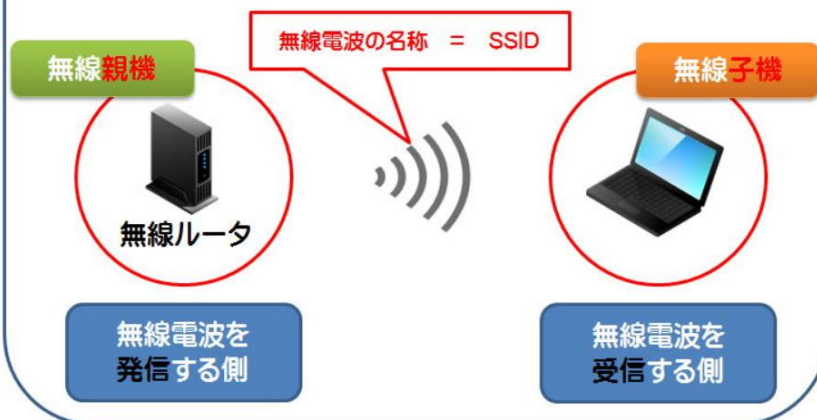 無線電波の名称 = SSID
無線親機
無線子機
無線ルータ
無線電波を
発信する側
無線電波を
受信する側